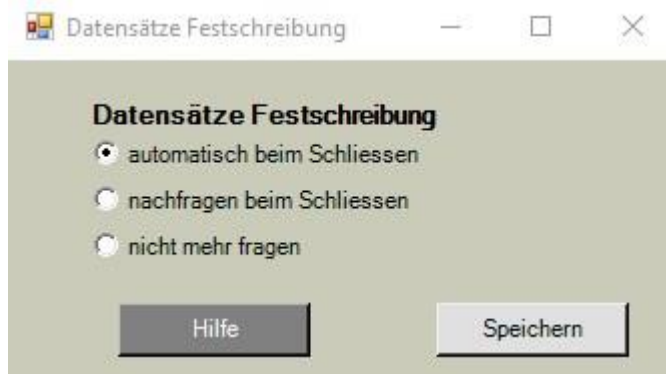 Datensätze Festschreibung
Datensätze Festschreibung
automatisch beim Schliessen
nachfragen beim Schliessen
nicht mehr fragen
Hilfe Speichern